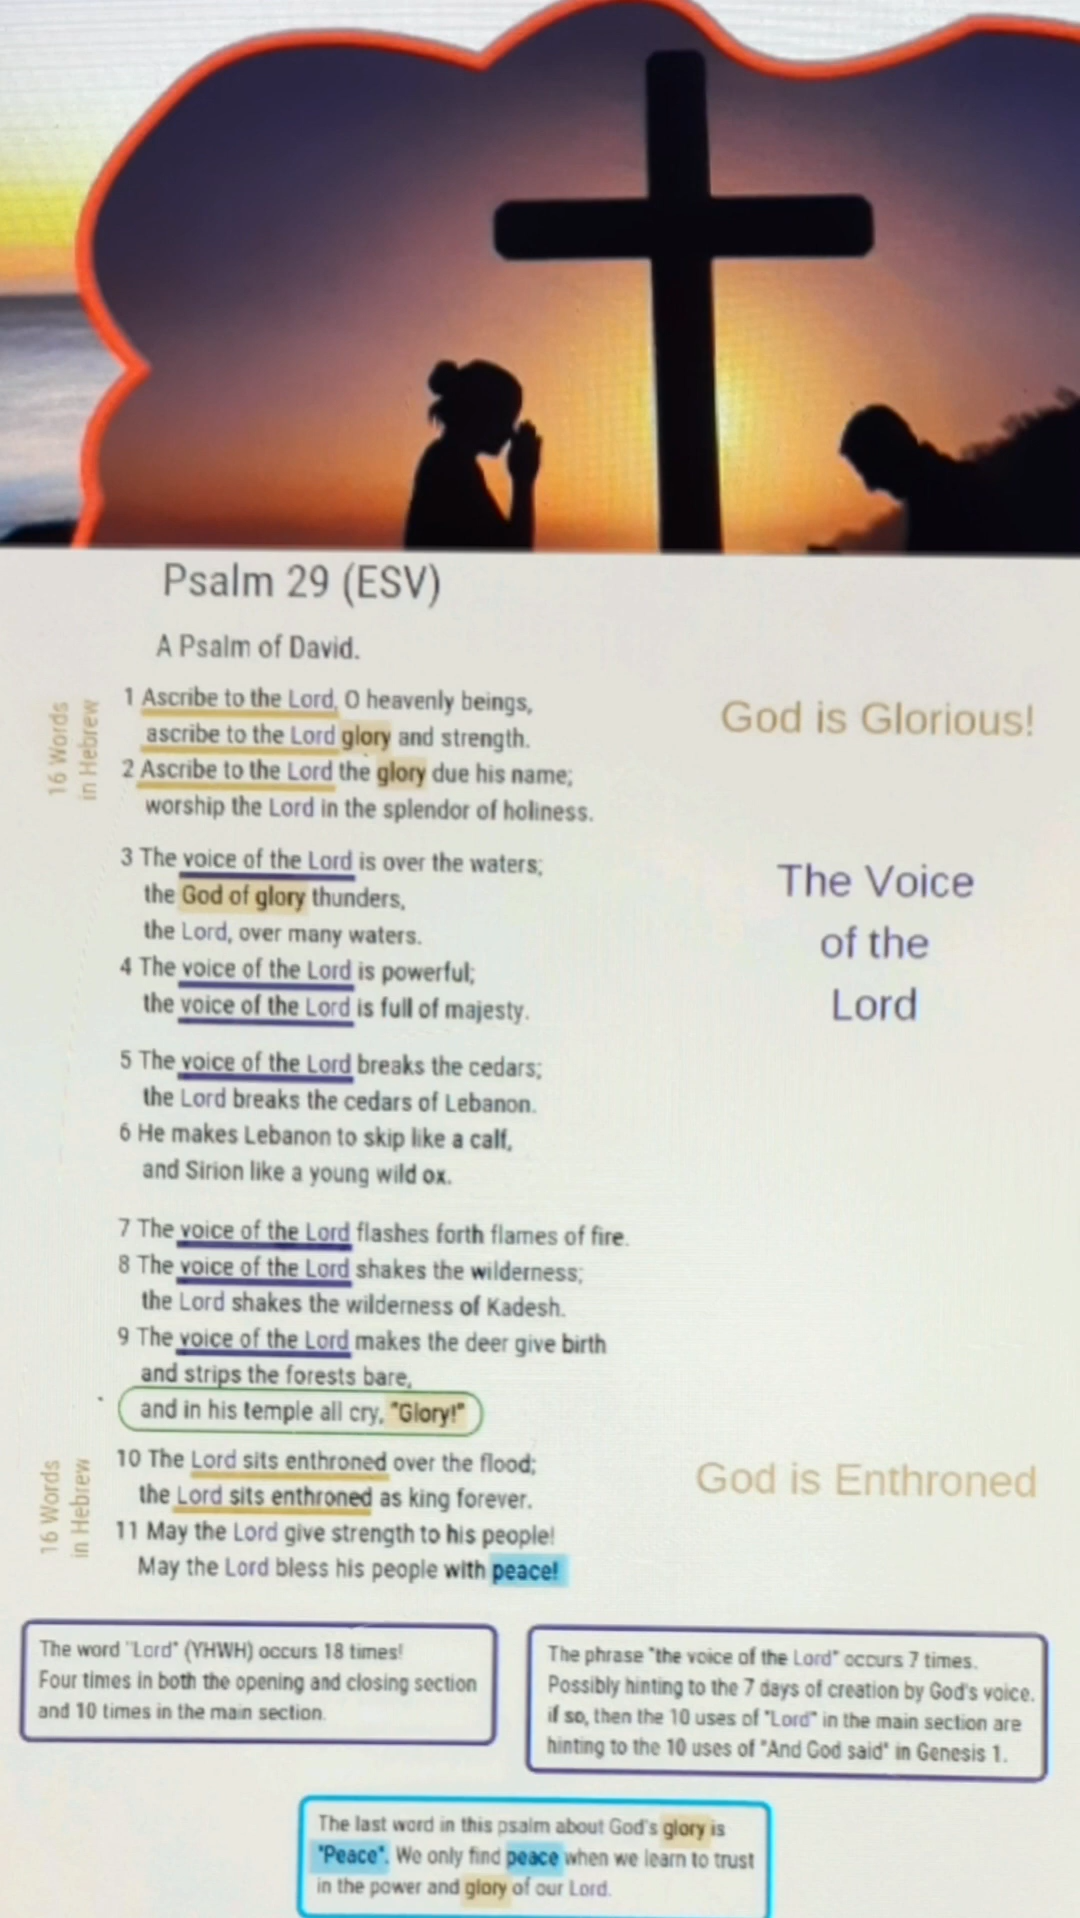 Psalm 29 (ESV)
A Psalm of David.
16 Words
in Hebrew
1 Ascribe to the Lord, O heavenly beings,
ascribe to the Lord glory and strength.
2 Ascribe to the Lord the glory due his name;
worship the Lord in the splendor of holiness.
God is Glorious!
3 The voice of the Lord is over the waters;
the God of glory thunders,
the Lord, over many waters.
4 The voice of the Lord is powerful;
the voice of the Lord is full of majesty.
The Voice
of the
Lord
5 The voice of the Lord breaks the cedars;
the Lord breaks the cedars of Lebanon.
6 He makes Lebanon to skip like a calf,
and Sirion like a young wild ox.
7 The voice of the Lord flashes forth flames of fire.
8 The voice of the Lord shakes the wilderness;
the Lord shakes the wilderness of Kadesh.
9 The voice of the Lord makes the deer give birth
and strips the forests bare,
and in his temple all cry, "Glory!"
16 Words
in Hebrew
10 The Lord sits enthroned over the flood;
the Lord sits enthroned as king forever.
11 May the Lord give strength to his people!
May the Lord bless his people with peace!
God is Enthroned
The word "Lord" (YHWH) occurs 18 times!
Four times in both the opening and closing section
and 10 times in the main section.
The phrase "the voice of the Lord" occurs 7 times.
Possibly hinting to the 7 days of creation by God's voice.
if so, then the 10 uses of "Lord" in the main section are
hinting to the 10 uses of "And God said" in Genesis 1.
The last word in this psalm about God's glory is
"Peace". We only find peace when we learn to trust
in the power and glory of our Lord.